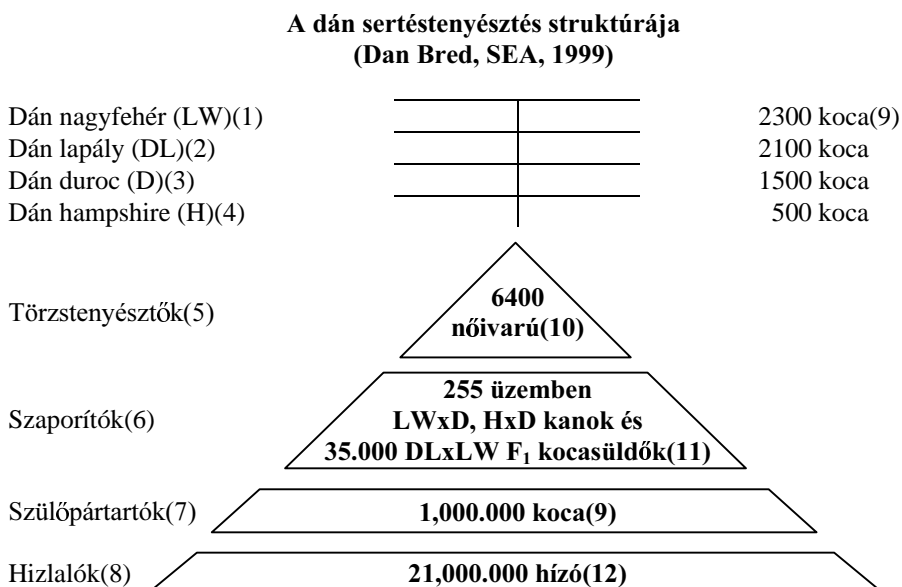 A dán sertéstenyésztés struktúrája
(Dan Bred, SEA, 1999)
Dán nagyfehér (LW)(1) 2300 koca(9)
Dán lapály (DL)(2) 2100 koca
Dán duroc (D)(3) 1500 koca
Dán hampshire (H)(4) 500 koca
6400
Törzstenyésztők(5) nőivarú(10)
255 üzemben
Szaporítók(6) LWxD, HxD kanok és
35.000 DLxLW F₁ kocasüldők(11)
Szülőpártartók(7) 1,000.000 koca(9)
Hizlalók(8) 21,000.000 hízó(12)